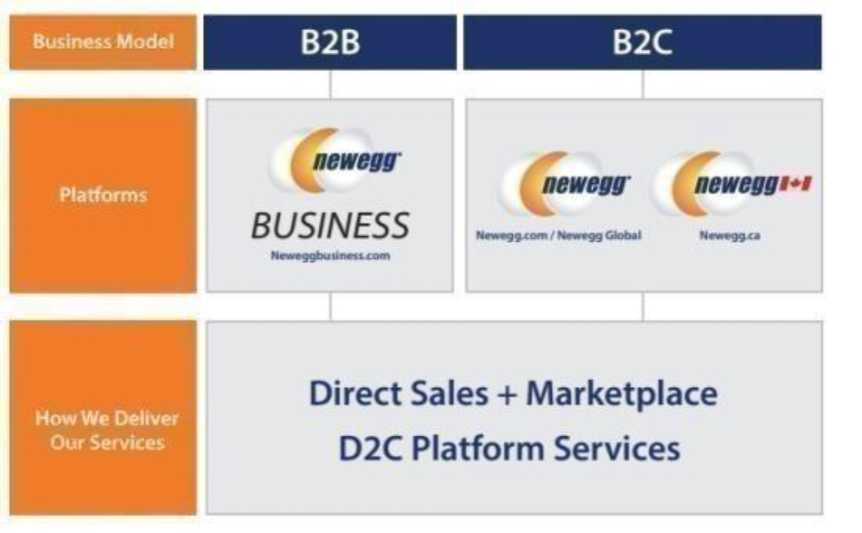 Business Model
B2B
B2C
Platforms
newegg
BUSINESS
Neweggbusiness.com
newegg
Newegg.com / Newegg Global
newegg
Newegg.ca
How We Deliver
Our Services
Direct Sales + Marketplace
D2C Platform Services